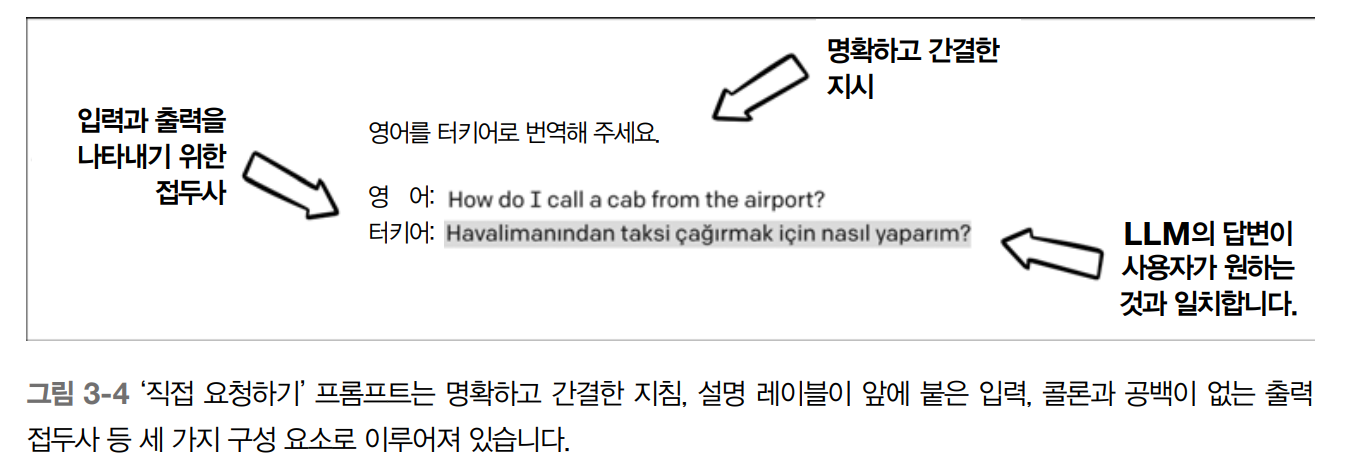 명확하고 간결한
지시
입력과 출력을
나타내기 위한
접두사
영어를 터키어로 번역해 주세요.
영 어: How do I call a cab from the airport?
터키어: Havalimanından taksi çağırmak için nasıl yaparım?
LLM의 답변이
사용자가 원하는
것과 일치합니다.
그림 3-4 ‘직접 요청하기’ 프롬프트는 명확하고 간결한 지침, 설명 레이블이 앞에 붙은 입력, 콜론과 공백이 없는 출력
접두사 등 세 가지 구성 요소로 이루어져 있습니다.